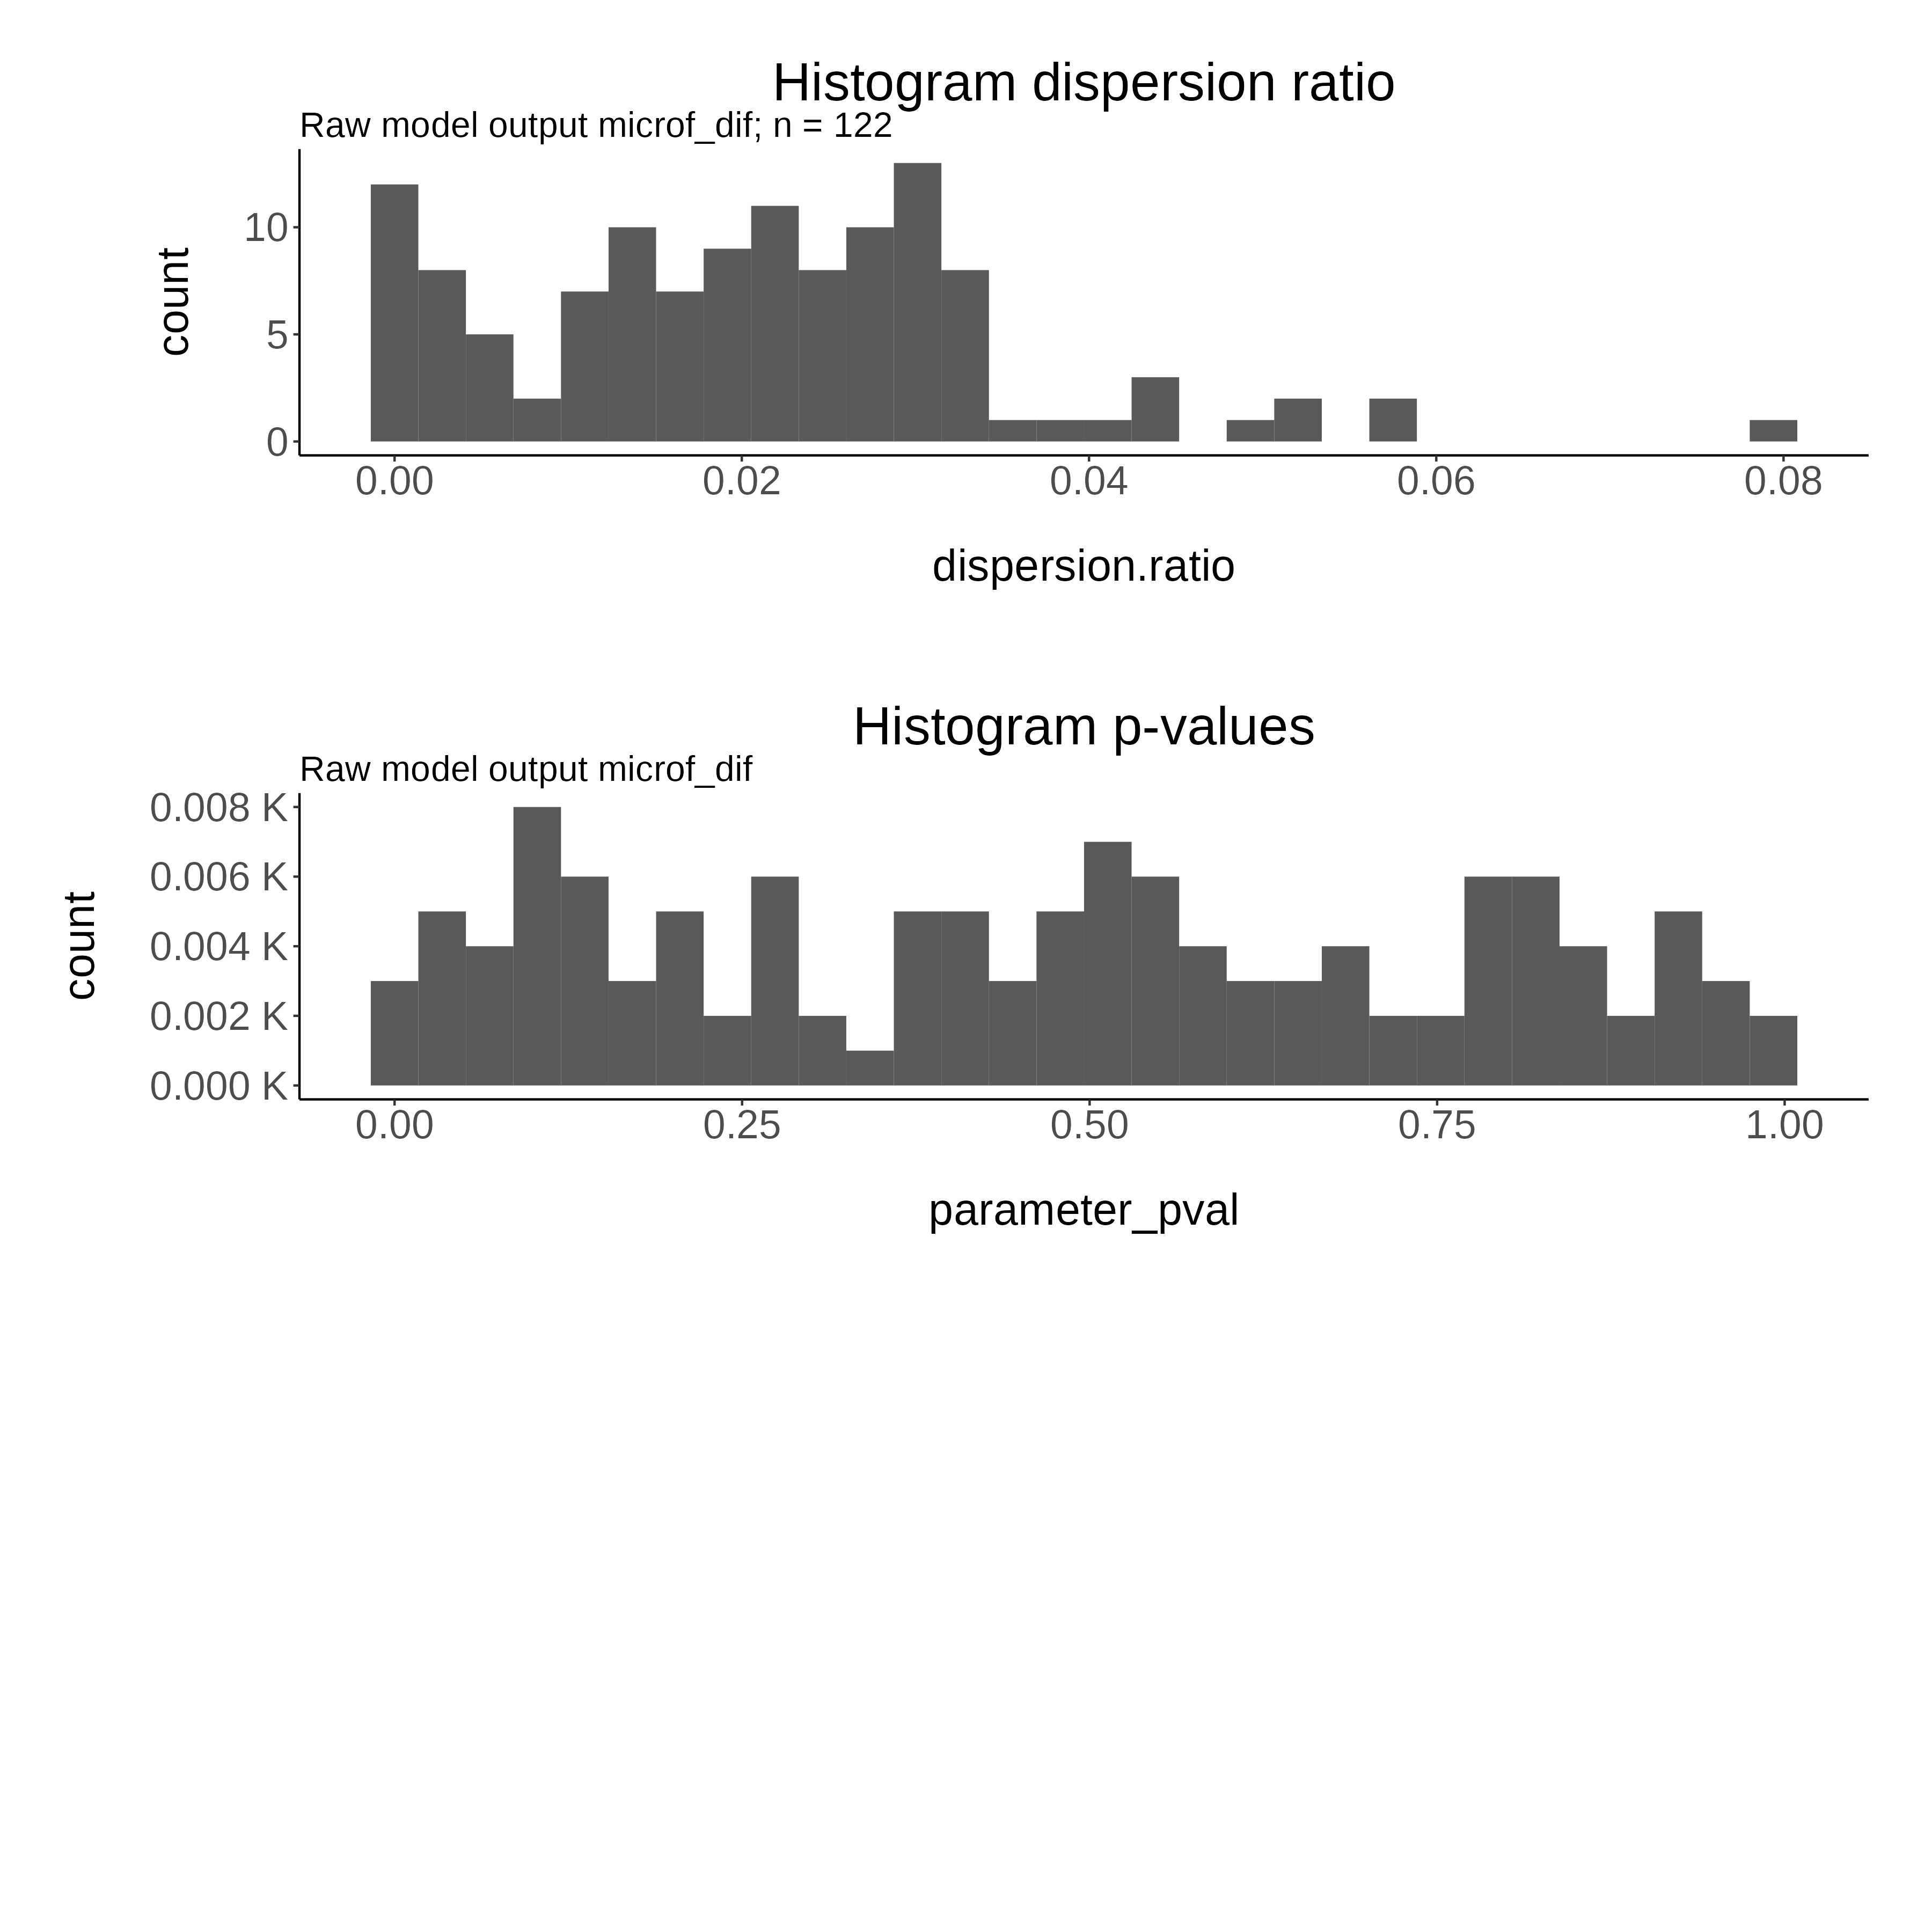 Histogram dispersion ratio
Raw model output microf_dif; n = 122
10
5
0
count
0.00 0.02 0.04 0.06 0.08
dispersion.ratio
Histogram p-values
Raw model output microf_dif
0.008 K
0.006 K
0.004 K
0.002 K
0.000 K
count
0.00 0.25 0.50 0.75 1.00
parameter_pval